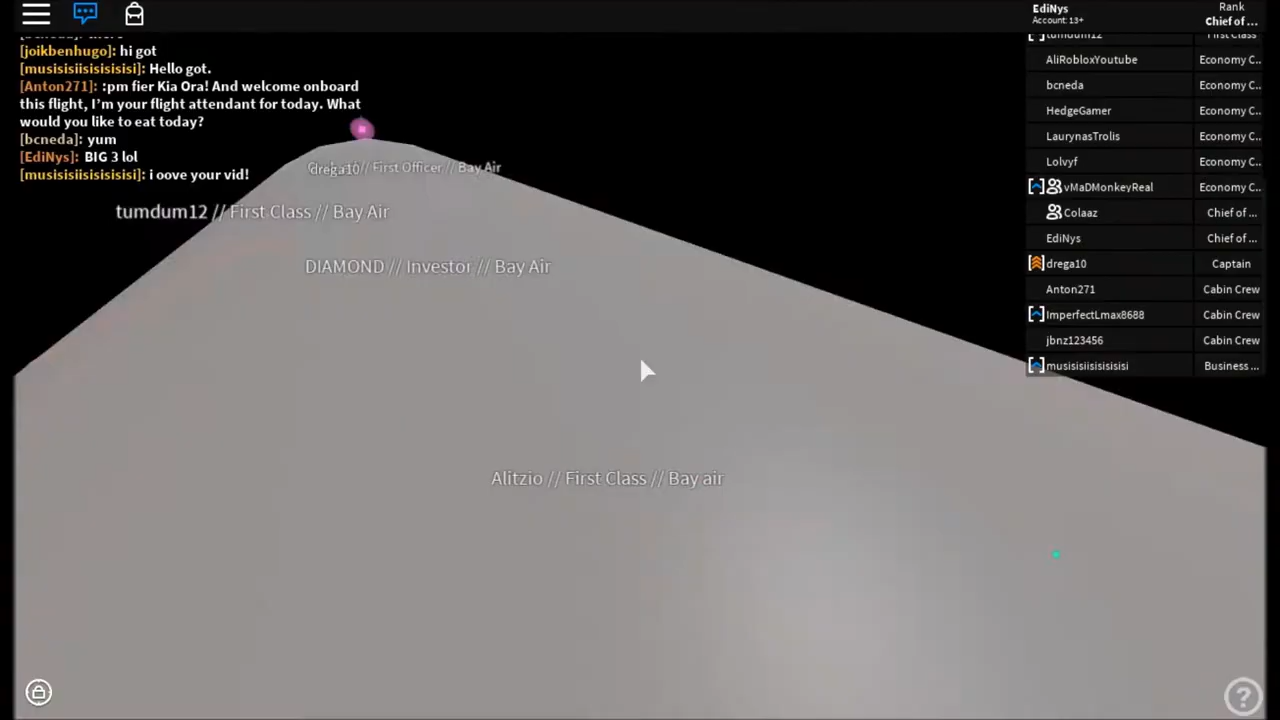 EdiNys
Account: 13+
Rank
Chief of ...
[joikbenhugo]: hi got
[musisisiisisisisi]: Hello got.
[Anton271]: :pm fier Kia Ora! And welcome onboard
this flight, I'm your flight attendant for today. What
would you like to eat today?
[bcneda]: yum
[EdiNys]: BIG 3 lol
[musisisiisisisisi]: i oove your vid!
drega10 // First Officer // Bay Air
tumdum12 // First Class // Bay Air
DIAMOND // Investor // Bay Air
Alitzio // First Class // Bay air
tumdum12 First Class
AliRobloxYoutube Economy C..
bcneda Economy C..
HedgeGamer Economy C..
LaurynasTrolis Economy C..
Lolvyf Economy C..
vMaDMonkeyReal Economy C..
Colaaz Chief of ...
EdiNys Chief of ...
drega10 Captain
Anton271 Cabin Crew
ImperfectLmax8688 Cabin Crew
jbnz123456 Cabin Crew
musisisiisisisisi Business ...
?